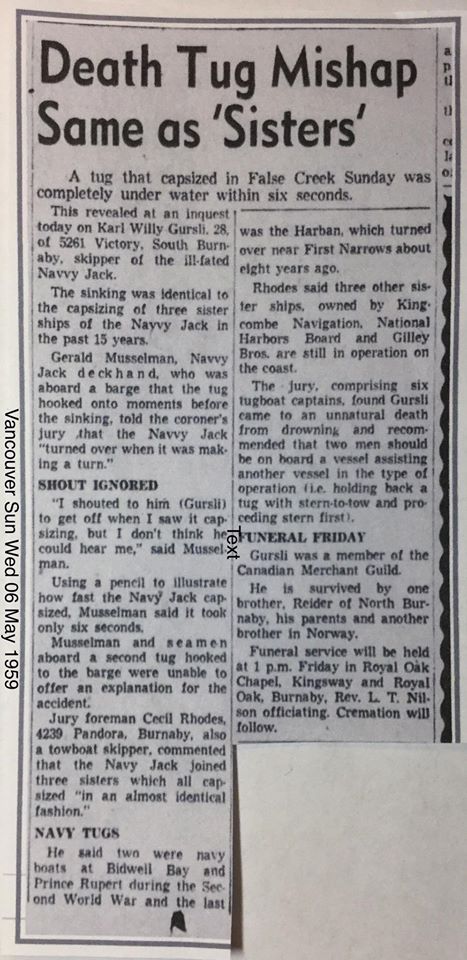 Death Tug Mishap
Same as 'Sisters'
A tug that capsized in False Creek Sunday was
completely under water within six seconds.
This revealed at an inquest
today on Karl Willy Gursli, 28,
of 5261 Victory, South Burn-
aby, skipper of the ill-fated
Navvy Jack.
The sinking was identical to
the capsizing of three sister
ships of the Navvy Jack in
the past 15 years.
Gerald Musselman, Navvy
Jack deckhand, who was
aboard a barge that the tug
hooked onto moments before
the sinking, told the coroner's
jury that the Navvy Jack
"turned over when it was mak-
ing a turn."
SHOUT IGNORED
"I shouted to him (Gursli)
to get off when I saw it cap-
sizing, but I don't think he
could hear me," said Mussel-
man.
Using a pencil to illustrate
how fast the Navy Jack cap-
sized, Musselman said it took
only six seconds.
Musselman and seamen
aboard a second tug hooked
to the barge were unable to
offer an explanation for the
accident.
Jury foreman Cecil Rhodes,
4239 Pandora, Burnaby, also
a towboat skipper, commented
that the Navy Jack joined
three sisters which all cap-
sized "in an almost identical
fashion."
NAVY TUGS
He said two were navy
boats at Bidwell Bay and
Prince Rupert during the Sec-
ond World War and the last
was the Harban, which turned
over near First Narrows about
eight years ago.
Rhodes said three other sis-
ter ships, owned by King-
combe Navigation, National
Harbors Board and Gilley
Bros. are still in operation on
the coast.
The jury, comprising six
tugboat captains, found Gursli
came to an unnatural death
from drowning and recom-
mended that two men should
be on board a vessel assisting
another vessel in the type of
operation (i.e. holding back a
tug with stern-to-tow and pro-
ceding stern first).
FUNERAL FRIDAY
Gursli was a member of the
Canadian Merchant Guild.
He is survived by one
brother, Reider of North Bur-
naby, his parents and another
brother in Norway.
Funeral service will be held
at 1 p.m. Friday in Royal Oak
Chapel, Kingsway and Royal
Oak, Burnaby, Rev. L. T. Nil-
son officiating. Cremation will
follow.
Text
Vancouver Sun Wed 06 May 1959